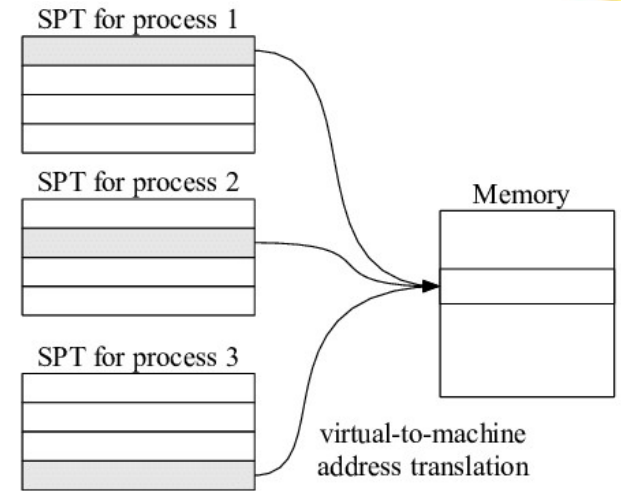 SPT for process 1
SPT for process 2
Memory
SPT for process 3
virtual-to-machine
address translation